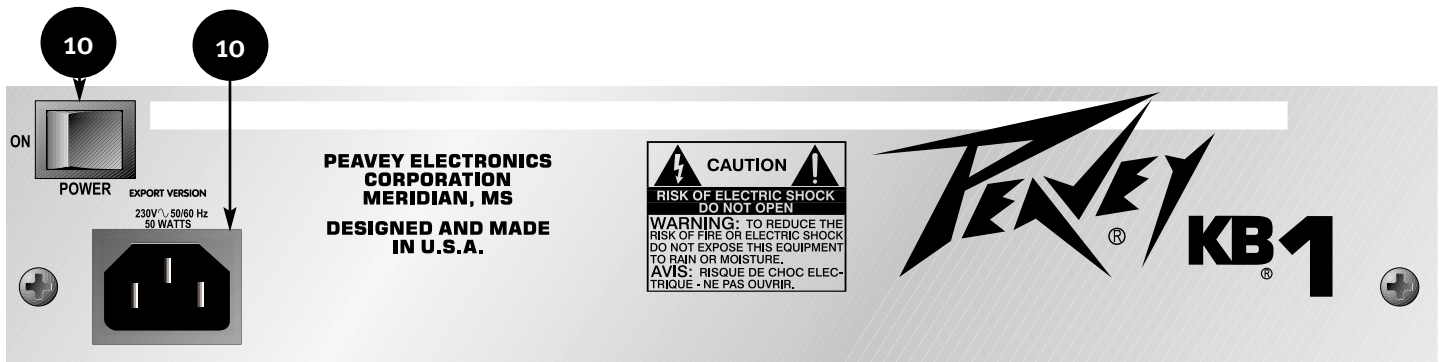 10
10
ON
POWER
EXPORT VERSION
230V∿50/60 Hz
50 WATTS
PEAVEY ELECTRONICS
CORPORATION
MERIDIAN, MS
DESIGNED AND MADE
IN U.S.A.
CAUTION
RISK OF ELECTRIC SHOCK
DO NOT OPEN
WARNING: TO REDUCE THE
RISK OF FIRE OR ELECTRIC SHOCK
DO NOT EXPOSE THIS EQUIPMENT
TO RAIN OR MOISTURE.
AVIS: RISQUE DE CHOC ELEC-
TRIQUE - NE PAS OUVRIR.
PEAVEY®
KB®1